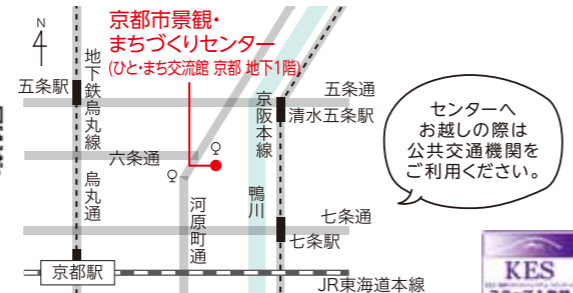 N
4
京都市景観・
まちづくりセンター
(ひと・まち交流館 京都 地下1階)
地下鉄烏丸線
烏丸通
五条駅
五条通
京阪本線
清水五条駅
六条通
河原町通
鴨川
七条通
七条駅
京都駅
JR東海道本線
センターへ
お越しの際は
公共交通機関を
ご利用ください。
KES